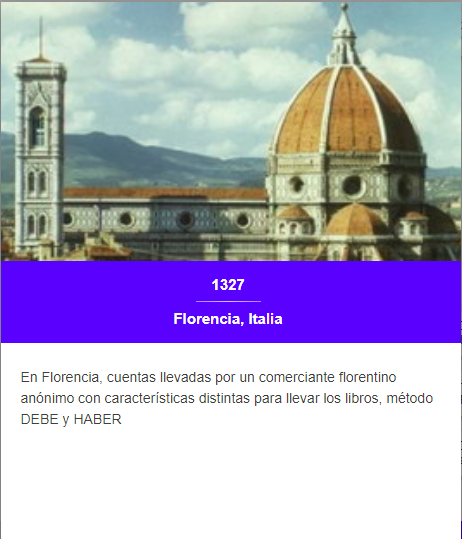 1327
Florencia, Italia
En Florencia, cuentas llevadas por un comerciante florentino
anónimo con características distintas para llevar los libros, método
DEBE y HABER